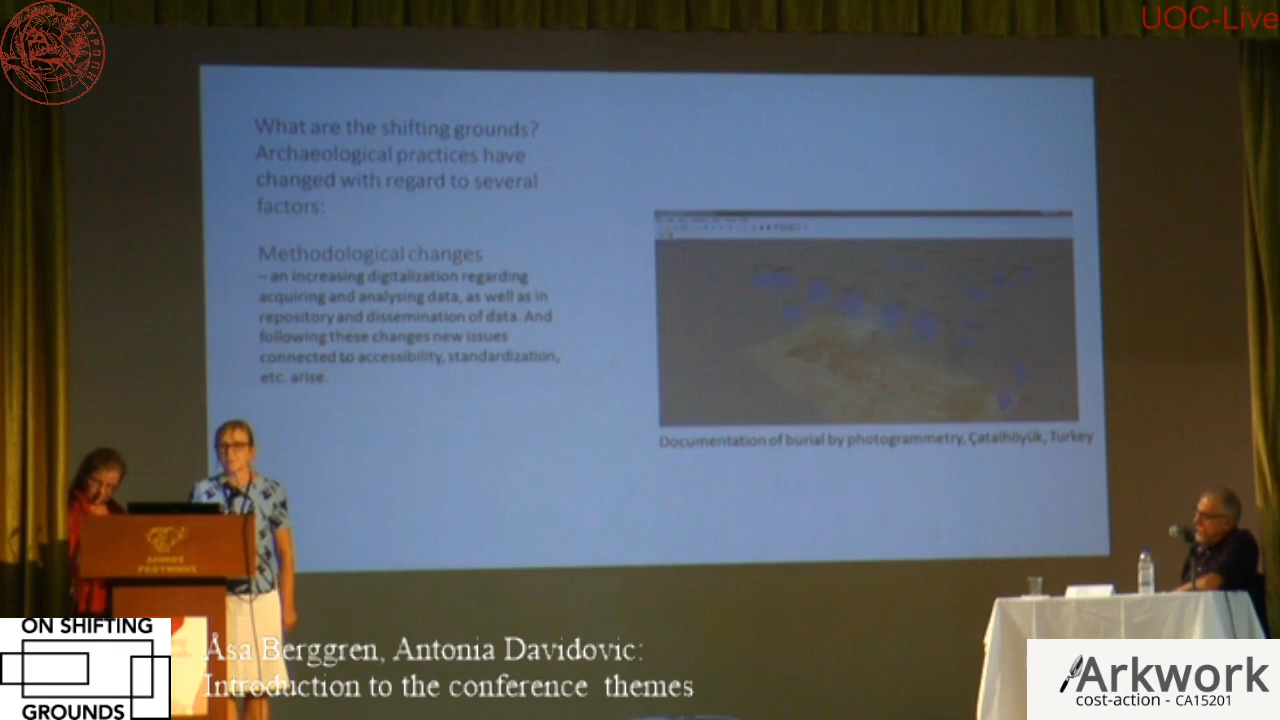 UOC-Live
What are the shifting grounds?
Archaeological practices have
changed with regard to several
factors:
Methodological changes
– an increasing digitalization regarding
acquiring and analysing data, as well as in
repository and dissemination of data. And
following these changes new issues
connected to accessibility, standardization,
etc. arise.
Documentation of burial by photogrammetry, Çatalhöyük, Turkey
ΔΗΜΟΣ
ΡΕΘΥΜΝΗΣ
ON SHIFTING
GROUNDS
Åsa Berggren, Antonia Davidovic:
Introduction to the conference themes
Arkwork
cost-action - CA15201